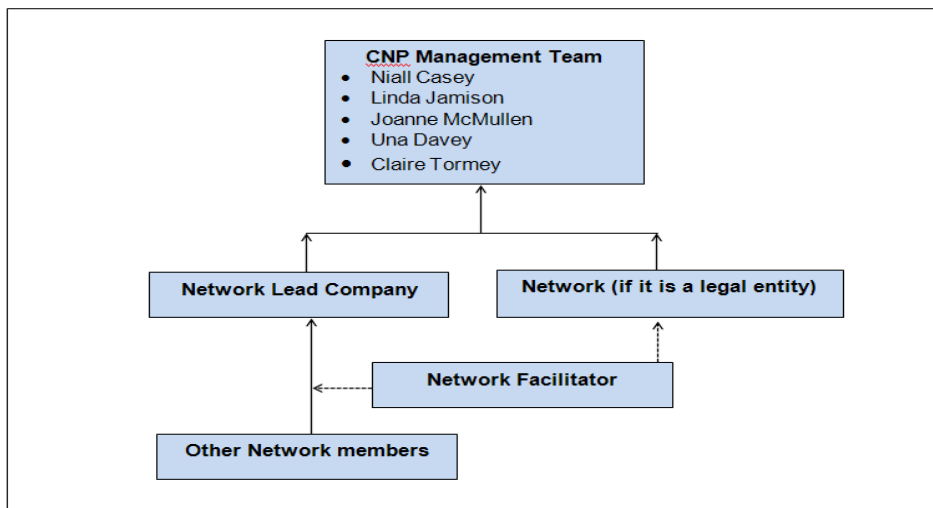 CNP Management Team
• Niall Casey
• Linda Jamison
• Joanne McMullen
• Una Davey
• Claire Tormey
Network Lead Company
Network (if it is a legal entity)
Network Facilitator
Other Network members